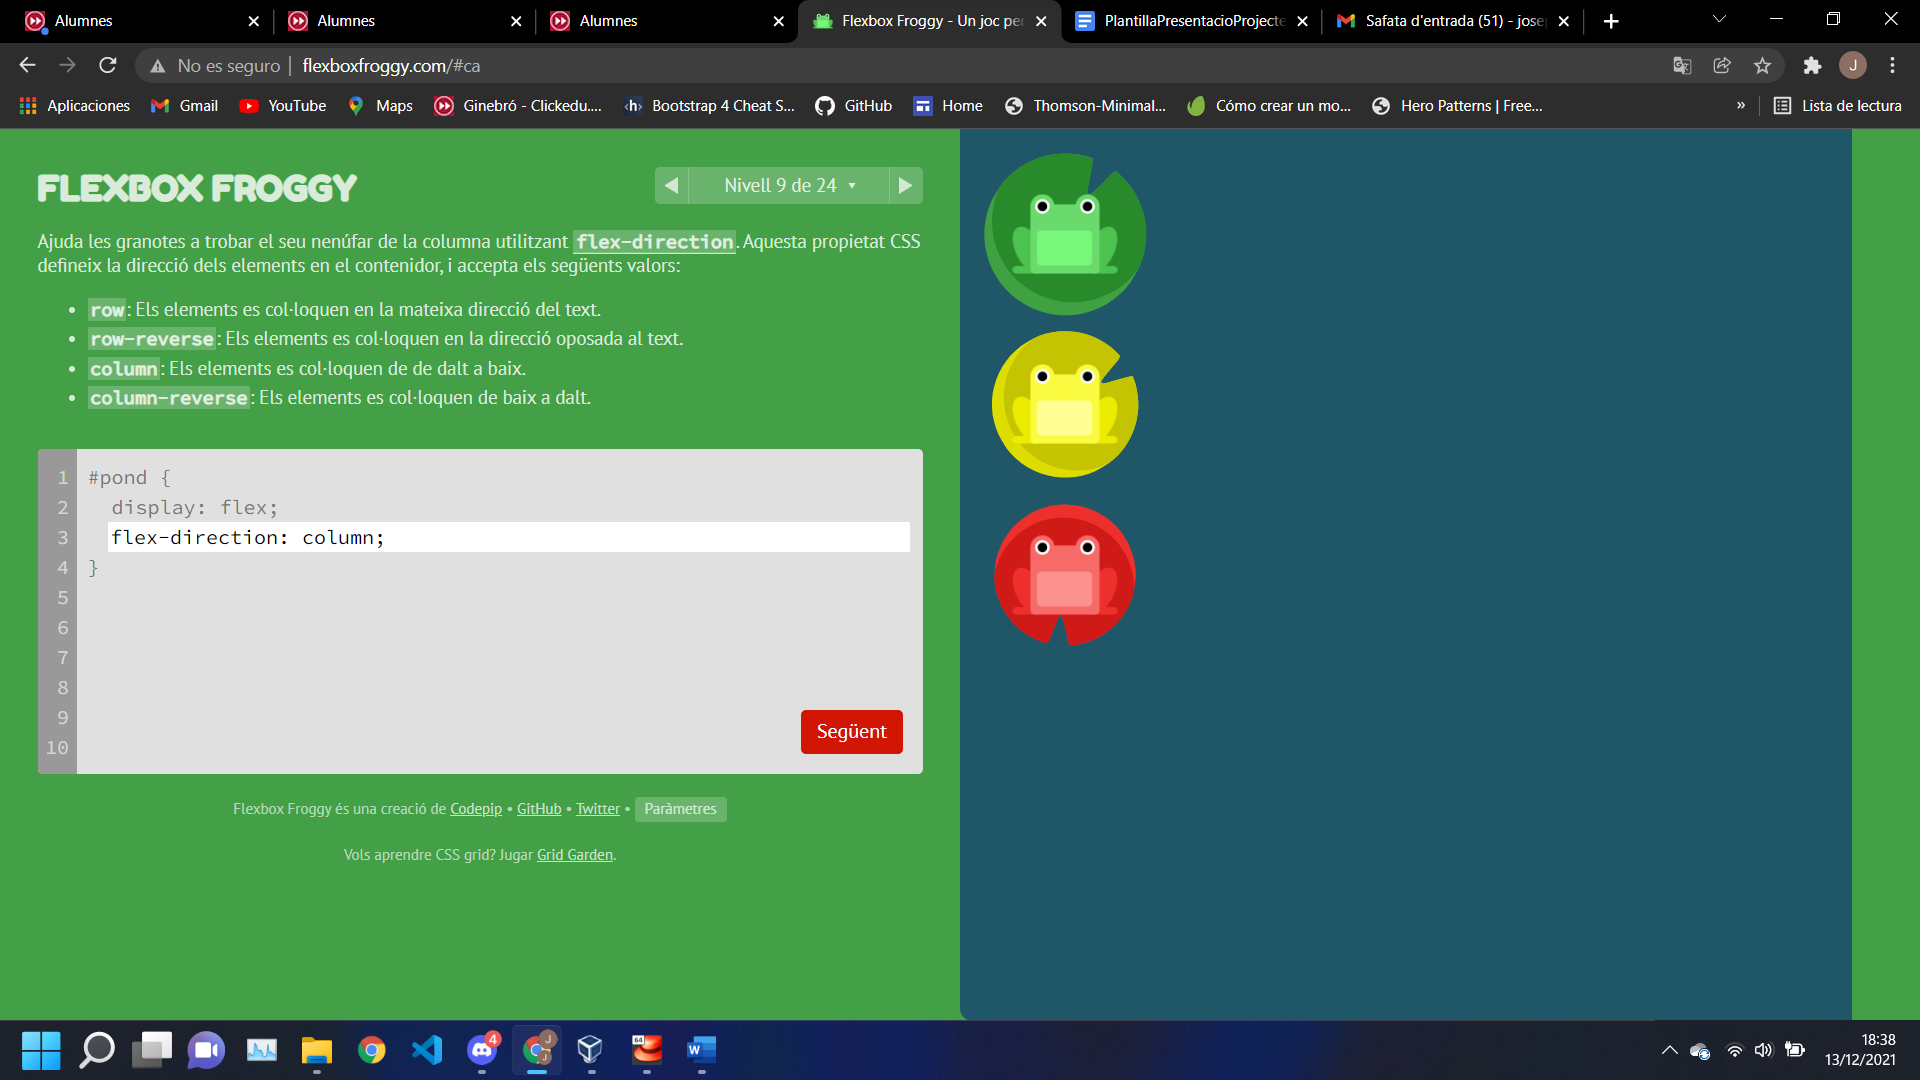 Alumnes
Alumnes
Alumnes
Flexbox Froggy - Un joc per
PlantillaPresentacioProjecte
Safata d'entrada (51) - josep
No es seguro
flexboxfroggy.com/#ca
J
Aplicaciones
Gmail
YouTube
Maps
Ginebró - Clickedu....
Bootstrap 4 Cheat S...
GitHub
Home
Thomson-Minimal...
Cómo crear un mo...
Hero Patterns | Free...
»
Lista de lectura
FLEXBOX FROGGY
Nivell 9 de 24
Ajuda les granotes a trobar el seu nenúfar de la columna utilitzant flex-direction. Aquesta propietat CSS
defineix la direcció dels elements en el contenidor, i accepta els següents valors:
• row: Els elements es col·loquen en la mateixa direcció del text.
• row-reverse: Els elements es col·loquen en la direcció oposada al text.
• column: Els elements es col·loquen de de dalt a baix.
• column-reverse: Els elements es col·loquen de baix a dalt.
1 #pond {
2 display: flex;
3 flex-direction: column;
4 }
5
6
7
8
9
10
Següent
Flexbox Froggy és una creació de Codepip • GitHub • Twitter • Paràmetres
Vols aprendre CSS grid? Jugar Grid Garden.
4
J
J
64
W
18:38
13/12/2021